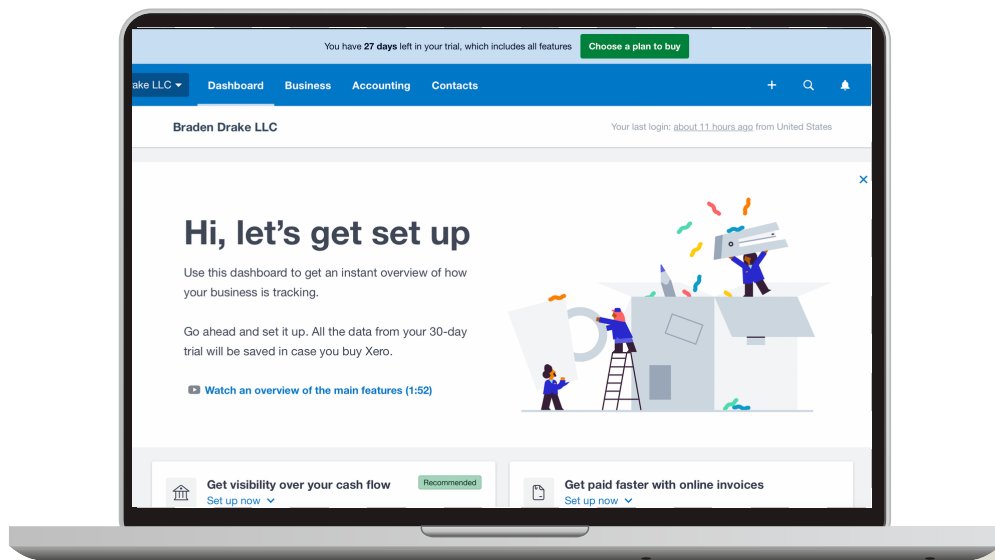 You have 27 days left in your trial, which includes all features Choose a plan to buy
LLC Dashboard Business Accounting Contacts
Braden Drake LLC Your last login: about 11 hours ago from United States
Hi, let's get set up
Use this dashboard to get an instant overview of how
your business is tracking.
Go ahead and set it up. All the data from your 30-day
trial will be saved in case you buy Xero.
Watch an overview of the main features (1:52)
Get visibility over your cash flow Recommended
Set up now
Get paid faster with online invoices
Set up now